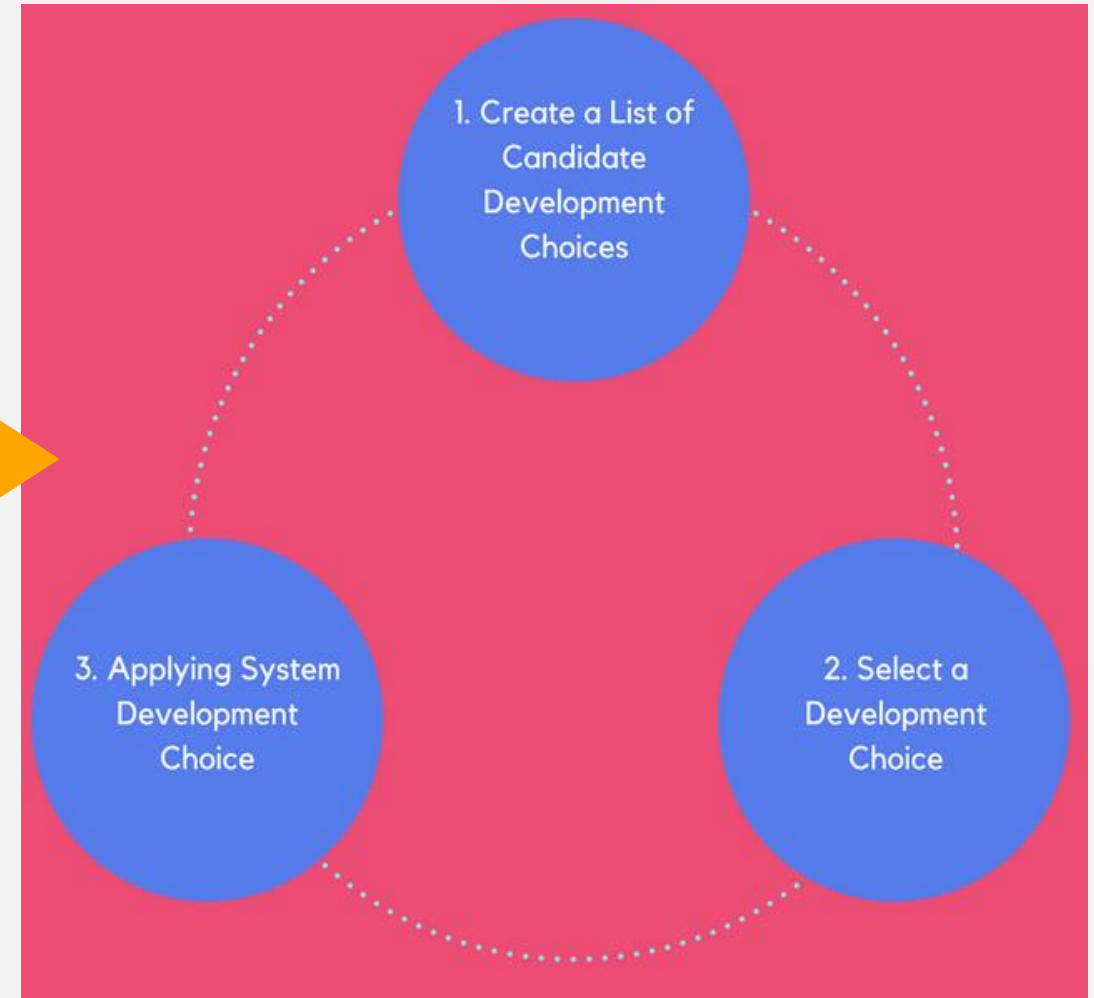 1. Create a List of
Candidate
Development
Choices
2. Select a
Development
Choice
3. Applying System
Development
Choice